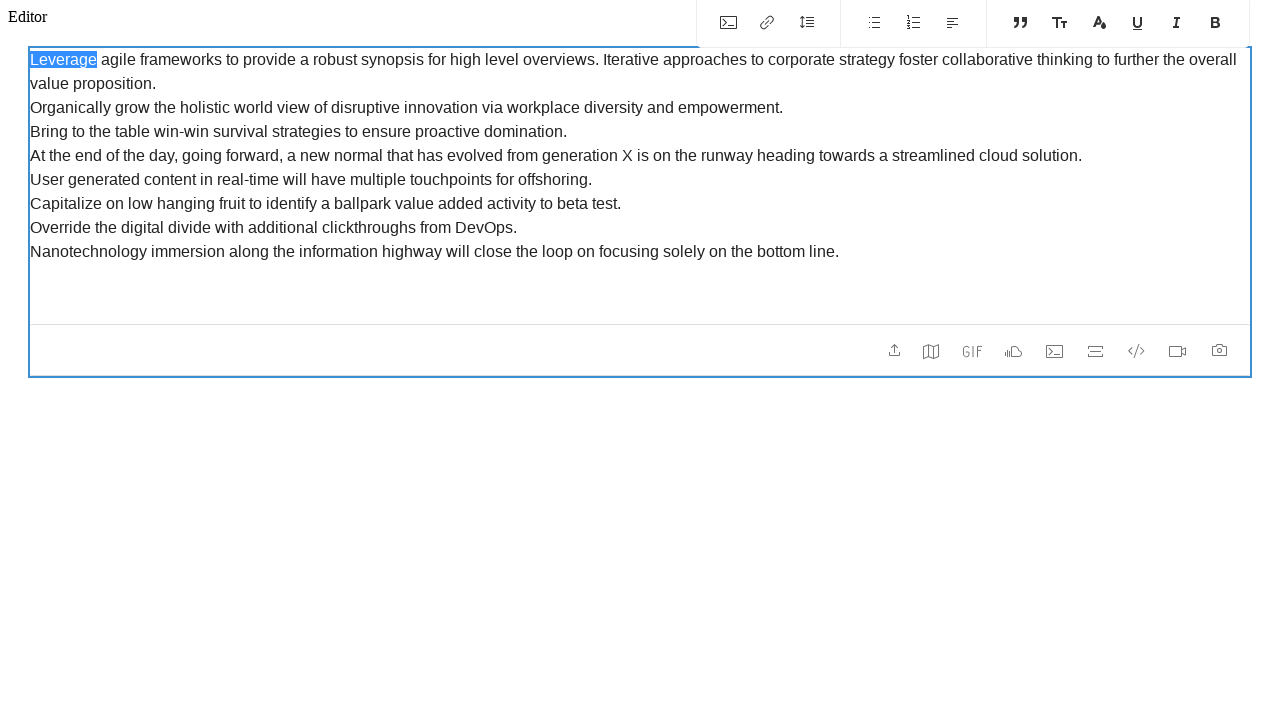 Editor
Leverage agile frameworks to provide a robust synopsis for high level overviews. Iterative approaches to corporate strategy foster collaborative thinking to further the overall
value proposition.
Organically grow the holistic world view of disruptive innovation via workplace diversity and empowerment.
Bring to the table win-win survival strategies to ensure proactive domination.
At the end of the day, going forward, a new normal that has evolved from generation X is on the runway heading towards a streamlined cloud solution.
User generated content in real-time will have multiple touchpoints for offshoring.
Capitalize on low hanging fruit to identify a ballpark value added activity to beta test.
Override the digital divide with additional clickthroughs from DevOps.
Nanotechnology immersion along the information highway will close the loop on focusing solely on the bottom line.
GIF